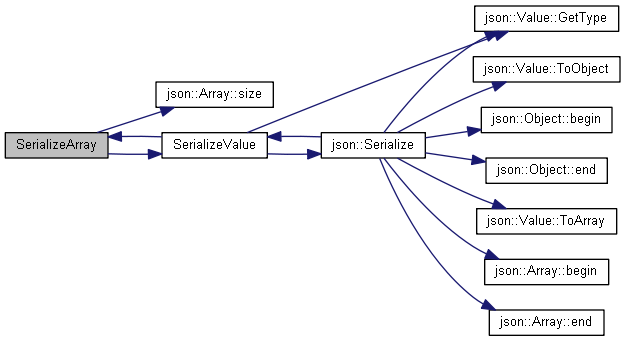 json::Value::GetType
json::Value::ToObject
json::Array::size
json::Object::begin
SerializeArray
SerializeValue
json::Serialize
json::Object::end
json::Value::ToArray
json::Array::begin
json::Array::end